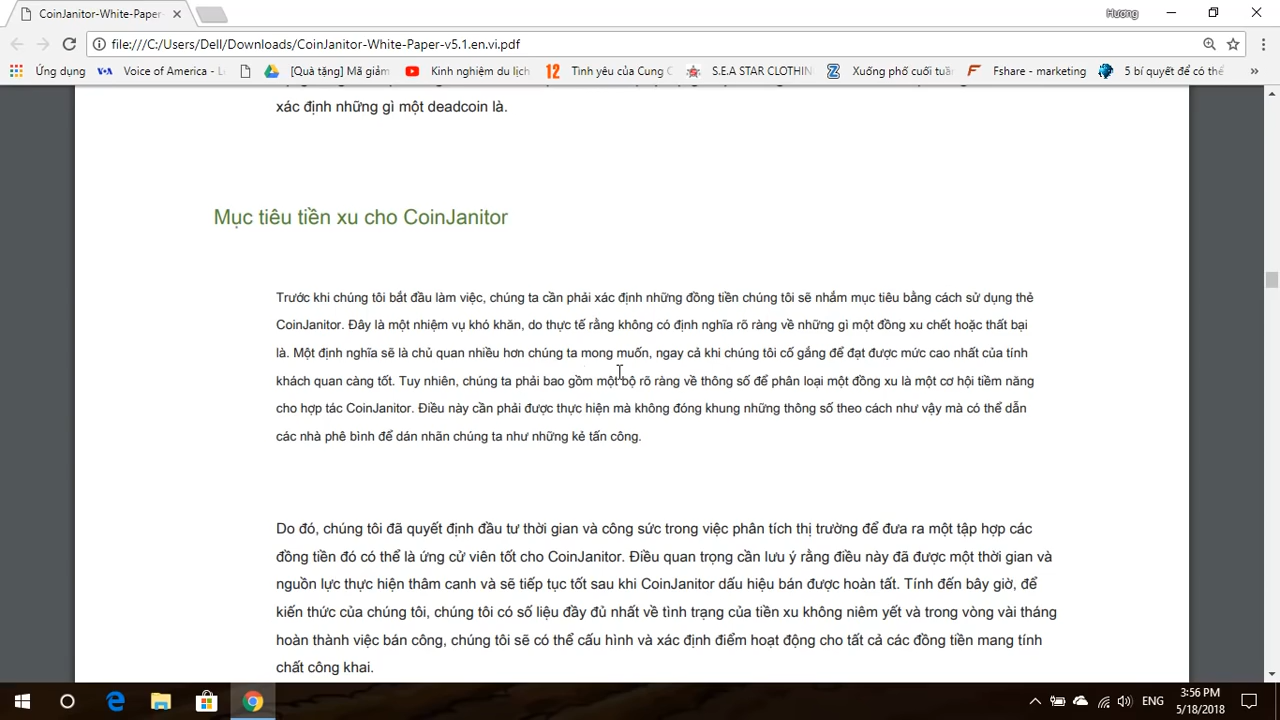 CoinJanitor-White-Paper-
Hương
file:///C:/Users/Dell/Downloads/CoinJanitor-White-Paper-v5.1.en.vi.pdf
Ứng dụng VOA Voice of America - L [Quà tặng] Mã giảm Kinh nghiệm du lịch 12 Tình yêu của Cung S.E.A STAR CLOTHIN Z Xuống phố cuối tuần F Fshare - marketing 5 bí quyết để có thể »
xác định những gì một deadcoin là.
Mục tiêu tiền xu cho CoinJanitor
Trước khi chúng tôi bắt đầu làm việc, chúng ta cần phải xác định những đồng tiền chúng tôi sẽ nhắm mục tiêu bằng cách sử dụng thẻ
CoinJanitor. Đây là một nhiệm vụ khó khăn, do thực tế rằng không có định nghĩa rõ ràng về những gì một đồng xu chết hoặc thất bại
là. Một định nghĩa sẽ là chủ quan nhiều hơn chúng ta mong muốn, ngay cả khi chúng tôi cố gắng để đạt được mức cao nhất của tính
khách quan càng tốt. Tuy nhiên, chúng ta phải bao gồm một bộ rõ ràng về thông số để phân loại một đồng xu là một cơ hội tiềm năng
cho hợp tác CoinJanitor. Điều này cần phải được thực hiện mà không đóng khung những thông số theo cách như vậy mà có thể dẫn
các nhà phê bình để dán nhãn chúng ta như những kẻ tấn công.
Do đó, chúng tôi đã quyết định đầu tư thời gian và công sức trong việc phân tích thị trường để đưa ra một tập hợp các
đồng tiền đó có thể là ứng cử viên tốt cho CoinJanitor. Điều quan trọng cần lưu ý rằng điều này đã được một thời gian và
nguồn lực thực hiện thâm canh và sẽ tiếp tục tốt sau khi CoinJanitor dấu hiệu bán được hoàn tất. Tính đến bây giờ, để
kiến thức của chúng tôi, chúng tôi có số liệu đầy đủ nhất về tình trạng của tiền xu không niêm yết và trong vòng vài tháng
hoàn thành việc bán công, chúng tôi sẽ có thể cấu hình và xác định điểm hoạt động cho tất cả các đồng tiền mang tính
chất công khai.
ENG
3:56 PM
5/18/2018